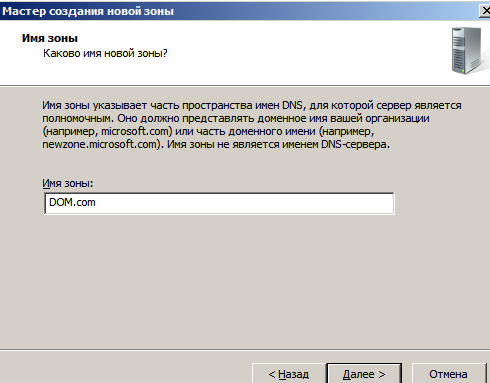 Мастер создания новой зоны
Имя зоны
Каково имя новой зоны?
Имя зоны указывает часть пространства имен DNS, для которой сервер является
полномочным. Оно должно представлять доменное имя вашей организации
(например, microsoft.com) или часть доменного имени (например,
newzone.microsoft.com). Имя зоны не является именем DNS-сервера.
Имя зоны:
DOM.com
< Назад Далее > Отмена